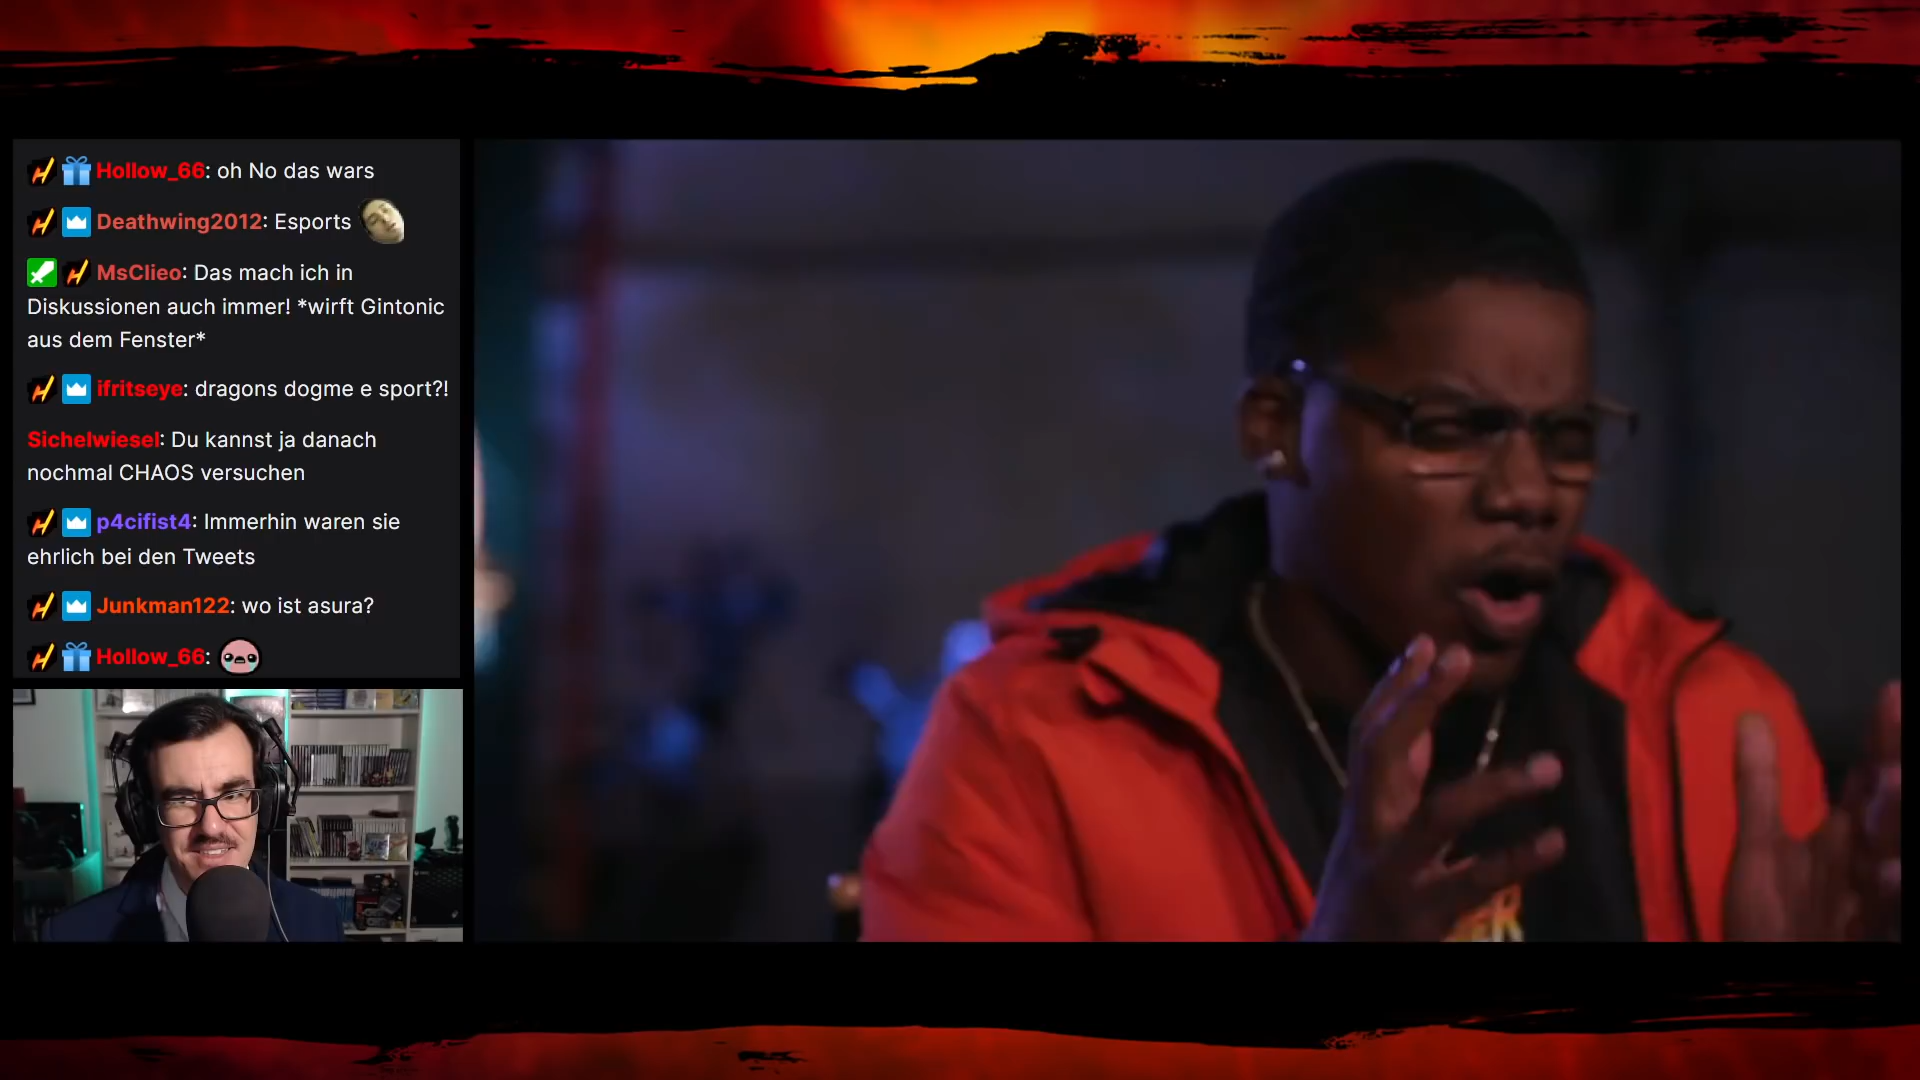 Hollow_66: oh No das wars
Deathwing2012: Esports
MsClieo: Das mach ich in
Diskussionen auch immer! *wirft Gintonic
aus dem Fenster*
ifritseye: dragons dogme e sport?!
Sichelwiesel: Du kannst ja danach
nochmal CHAOS versuchen
p4cifist4: Immerhin waren sie
ehrlich bei den Tweets
Junkman122: wo ist asura?
Hollow_66: